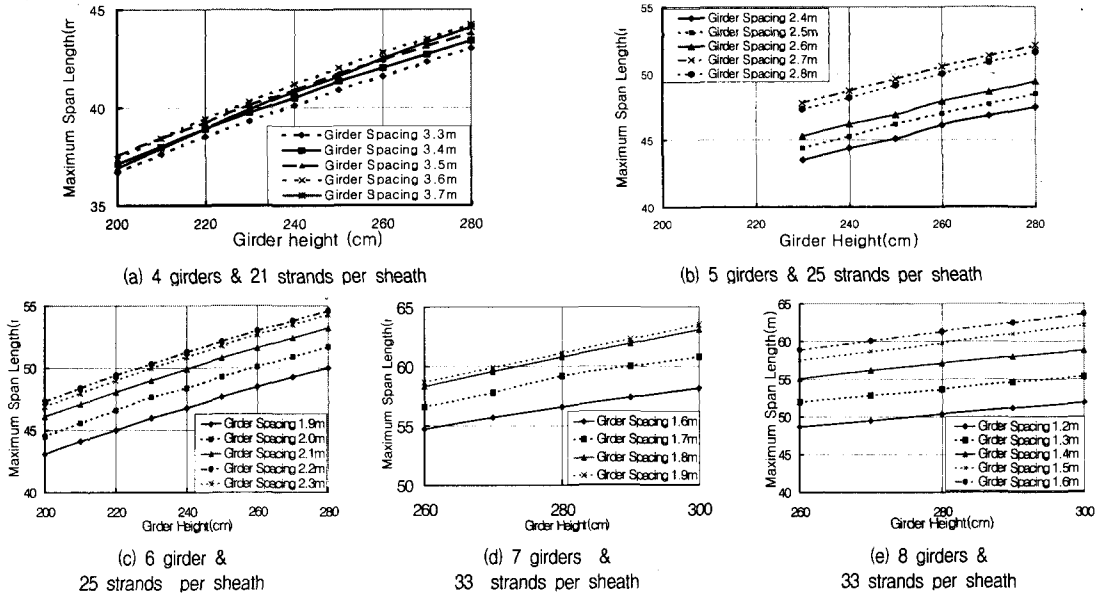 Maximum Span Length(r
45
40
35
200
220
240
260
280
Girder Spacing 3.3m
Girder Spacing 3.4m
Girder Spacing 3.5m
Girder Spacing 3.6m
Girder Spacing 3.7m
Girder height (cm)
(a) 4 girders & 21 strands per sheath
Maximum Span Length(r
55
50
45
40
200
220
240
260
280
Girder Spacing 2.4m
Girder Spacing 2.5m
Girder Spacing 2.6m
Girder Spacing 2.7m
Girder Spacing 2.8m
Girder Height(cm)
(b) 5 girders & 25 strands per sheath
Maximum Span Length(r
55
50
45
40
200
220
240
260
280
Girder Spacing 1.9m
Girder Spacing 2.0m
Girder Spacing 2.1m
Girder Spacing 2.2m
Girder Spacing 2.3m
Girder Height(cm)
(c) 6 girder &
25 strands per sheath
Maximum Span Length(r
65
60
55
50
260
280
300
Girder Spacing 1.6m
Girder Spacing 1.7m
Girder Spacing 1.8m
Girder Spacing 1.9m
Girder Height(cm)
(d) 7 girders &
33 strands per sheath
Maximum Span Length(m)
65
60
55
50
45
40
260
280
300
Girder Spacing 1.2m
Girder Spacing 1.3m
Girder Spacing 1.4m
Girder Spacing 1.5m
Girder Spacing 1.6m
Girder Height(cm)
(e) 8 girders &
33 strands per sheath